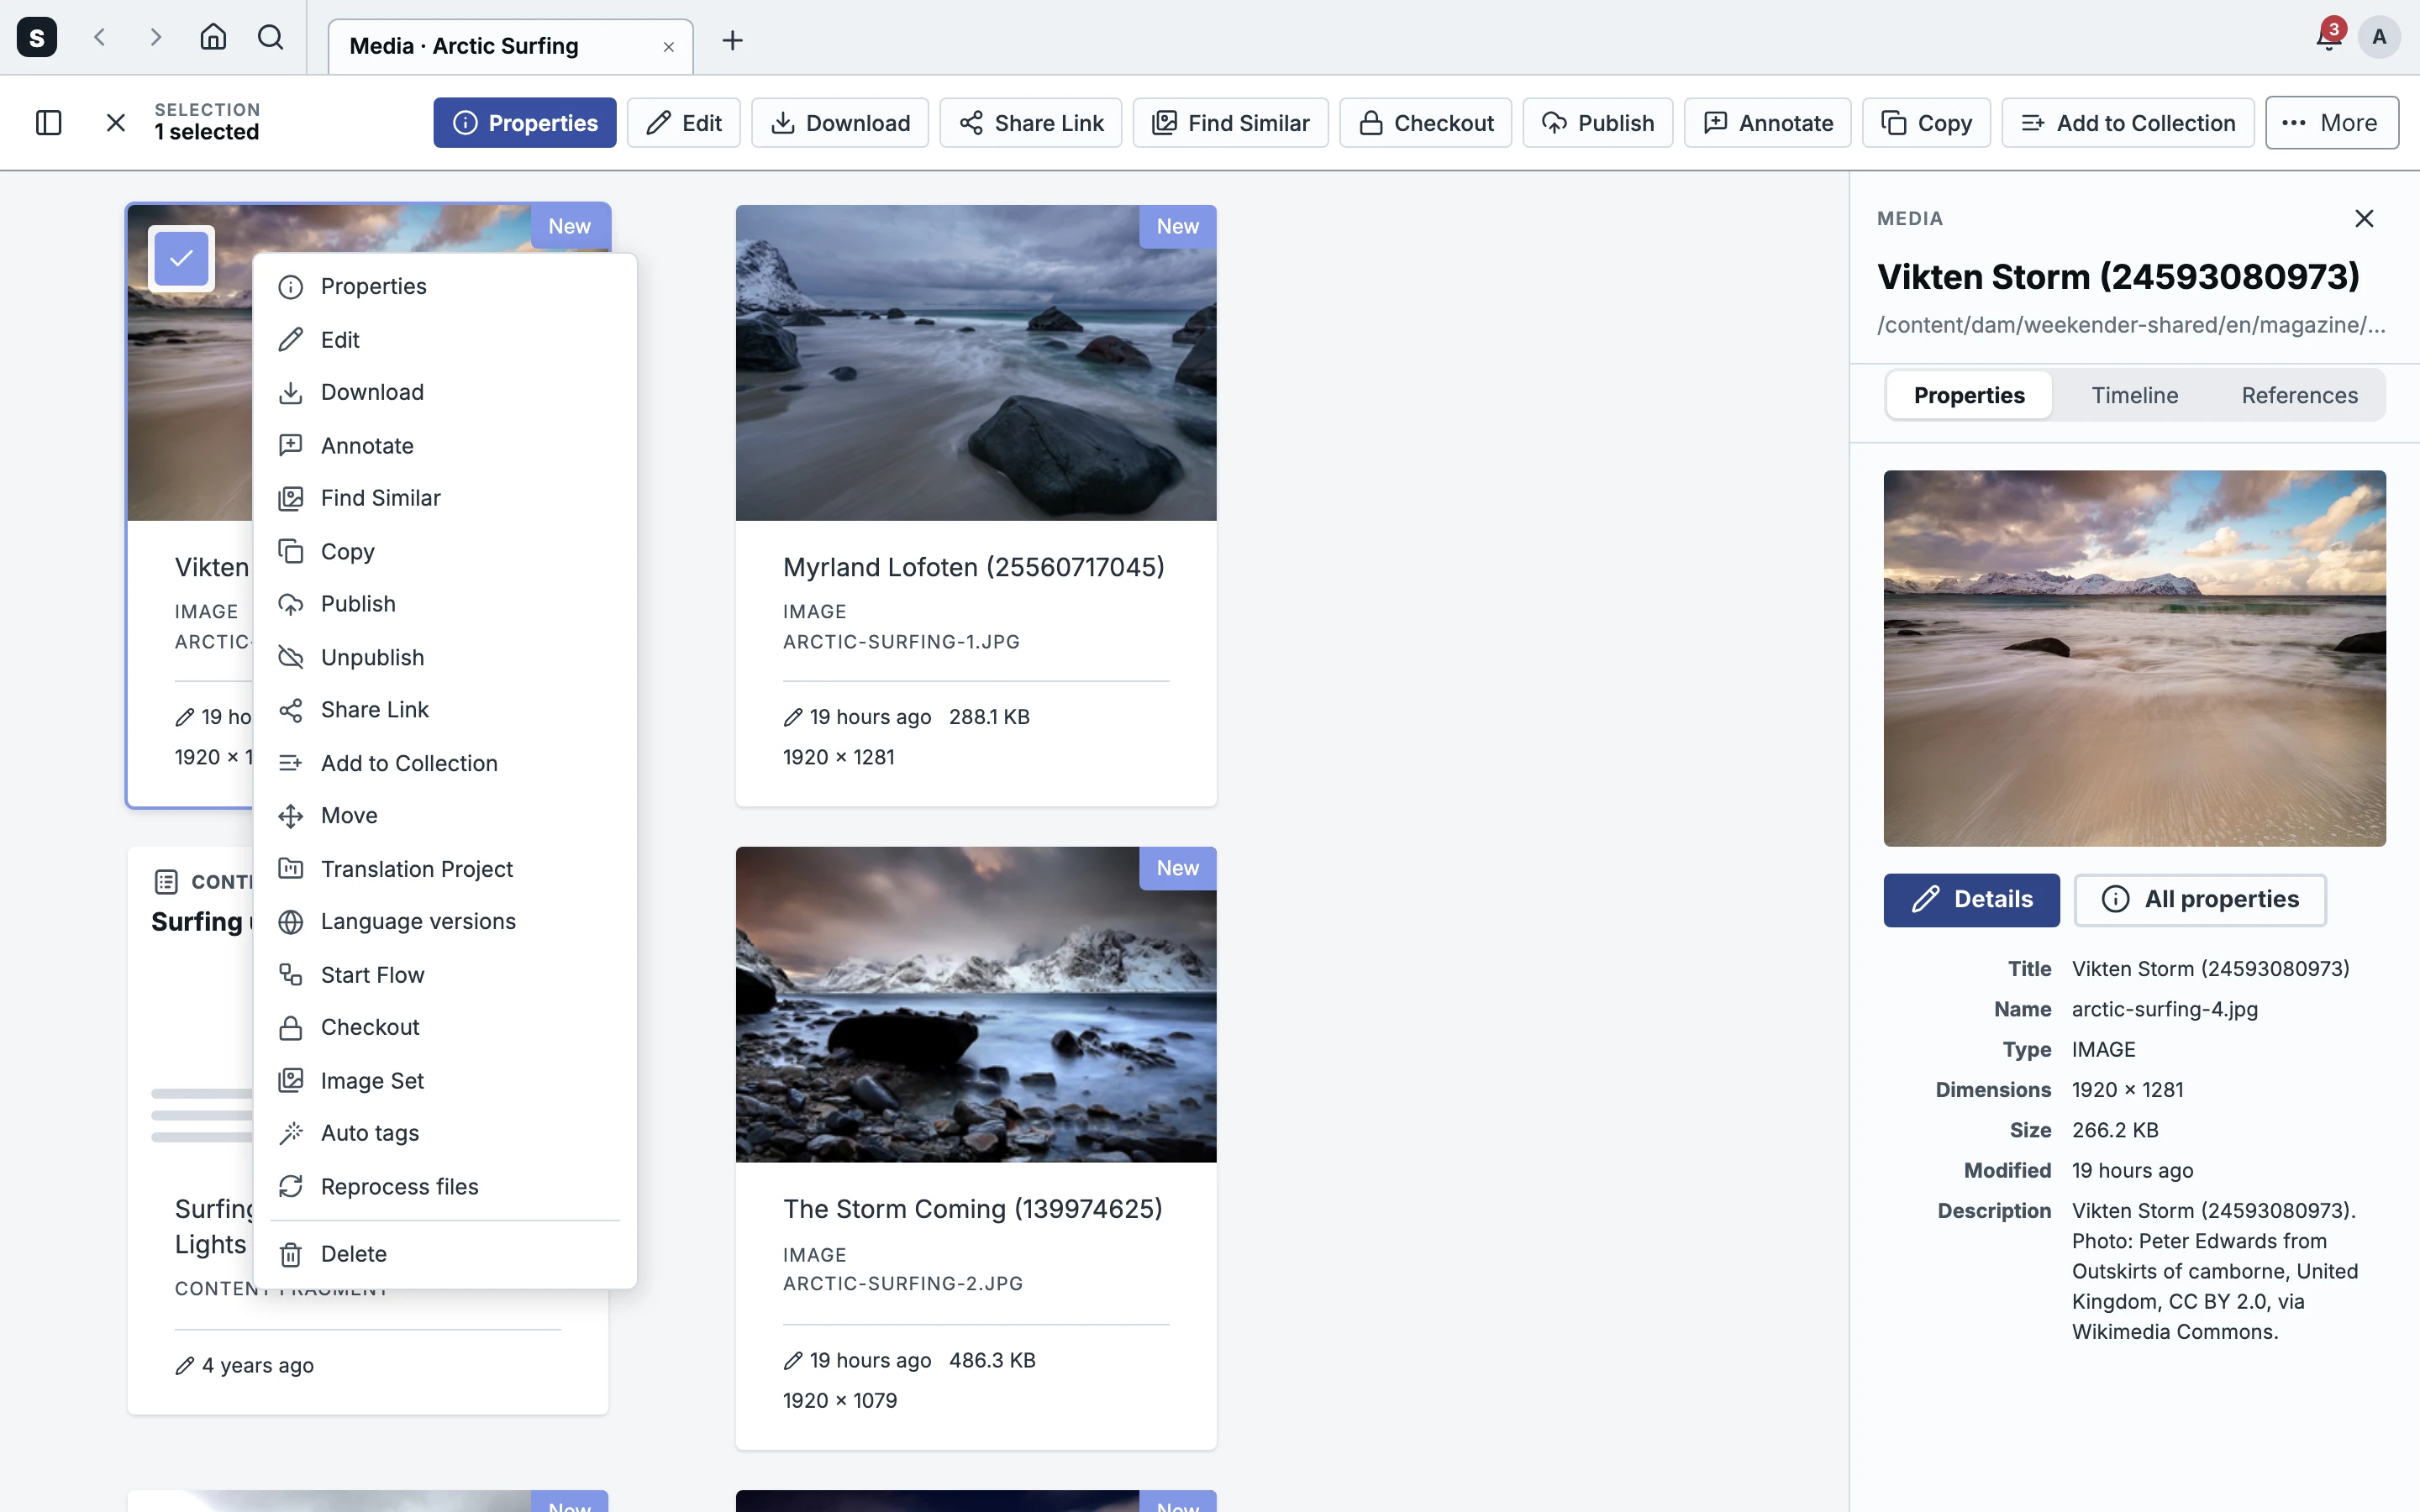 S
Media · Arctic Surfing
3
A
SELECTION
1 selected
Properties
Edit
Download
Share Link
Find Similar
Checkout
Publish
Annotate
Copy
Add to Collection
More
New
Vikten
IMAGE
ARCTIC-
19 ho
1920 × 1
Properties
Edit
Download
Annotate
Find Similar
Copy
Publish
Unpublish
Share Link
Add to Collection
Move
Translation Project
Language versions
Start Flow
Checkout
Image Set
Auto tags
Reprocess files
Delete
New
Myrland Lofoten (25560717045)
IMAGE
ARCTIC-SURFING-1.JPG
19 hours ago 288.1 KB
1920 × 1281
CONTE
Surfing
Surfing
Lights
CONTENT FRAGMENT
4 years ago
New
The Storm Coming (139974625)
IMAGE
ARCTIC-SURFING-2.JPG
19 hours ago 486.3 KB
1920 × 1079
New
New
MEDIA
Vikten Storm (24593080973)
/content/dam/weekender-shared/en/magazine/...
Properties
Timeline
References
Details
All properties
Title Vikten Storm (24593080973)
Name arctic-surfing-4.jpg
Type IMAGE
Dimensions 1920 × 1281
Size 266.2 KB
Modified 19 hours ago
Description Vikten Storm (24593080973).
Photo: Peter Edwards from
Outskirts of camborne, United
Kingdom, CC BY 2.0, via
Wikimedia Commons.